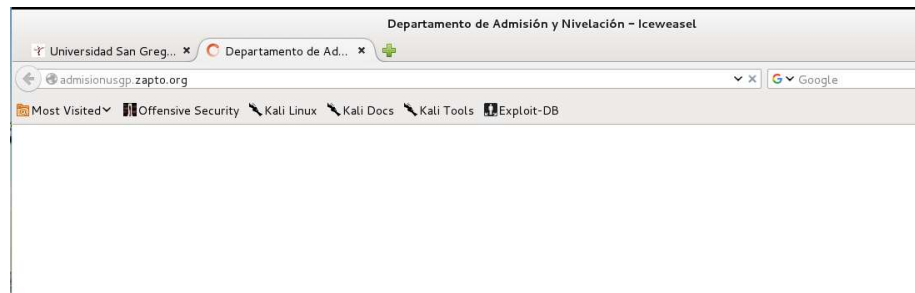 Departamento de Admisión y Nivelación – Iceweasel
Universidad San Greg... Departamento de Ad...
admisionusgp.zapto.org Google
Most Visited Offensive Security Kali Linux Kali Docs Kali Tools Exploit-DB